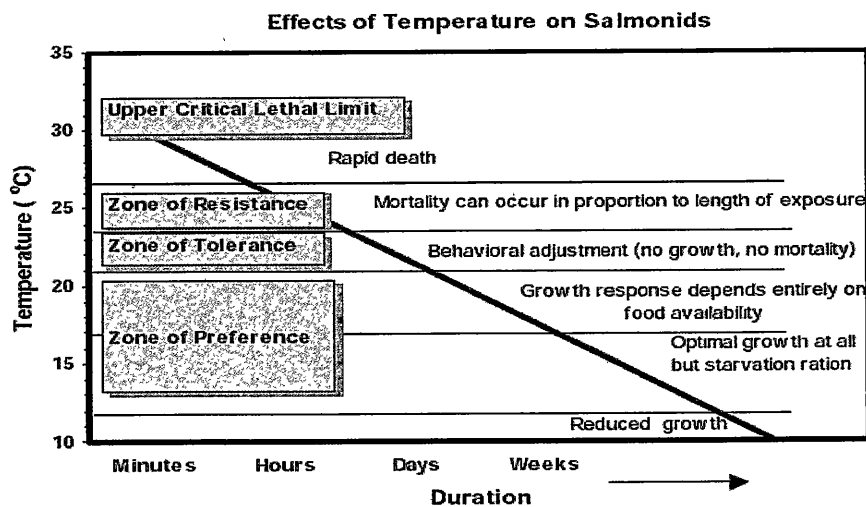 Effects of Temperature on Salmonids
35
30
25
20
15
10
Temperature ( °C)
Upper Critical Lethal Limit
Rapid death
Zone of Resistance
Mortality can occur in proportion to length of exposure
Zone of Tolerance
Behavioral adjustment (no growth, no mortality)
Growth response depends entirely on
food availability
Zone of Preference
Optimal growth at all
but starvation ration
Reduced growth
Minutes Hours Days Weeks
Duration